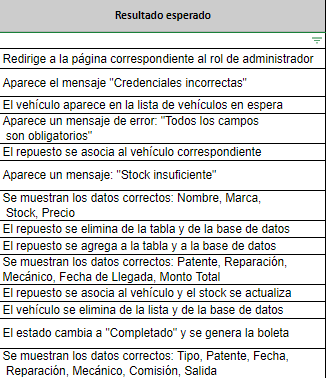 Resultado esperado
Redirige a la página correspondiente al rol de administrador
Aparece el mensaje "Credenciales incorrectas"
El vehículo aparece en la lista de vehículos en espera
Aparece un mensaje de error: "Todos los campos
son obligatorios"
El repuesto se asocia al vehículo correspondiente
Aparece un mensaje: "Stock insuficiente"
Se muestran los datos correctos: Nombre, Marca,
Stock, Precio
El repuesto se elimina de la tabla y de la base de datos
El repuesto se agrega a la tabla y a la base de datos
Se muestran los datos correctos: Patente, Reparación,
Mecánico, Fecha de Llegada, Monto Total
El repuesto se asocia al vehículo y el stock se actualiza
El vehículo se elimina de la lista y de la base de datos
El estado cambia a "Completado" y se genera la boleta
Se muestran los datos correctos: Tipo, Patente, Fecha,
Reparación, Mecánico, Comisión, Salida